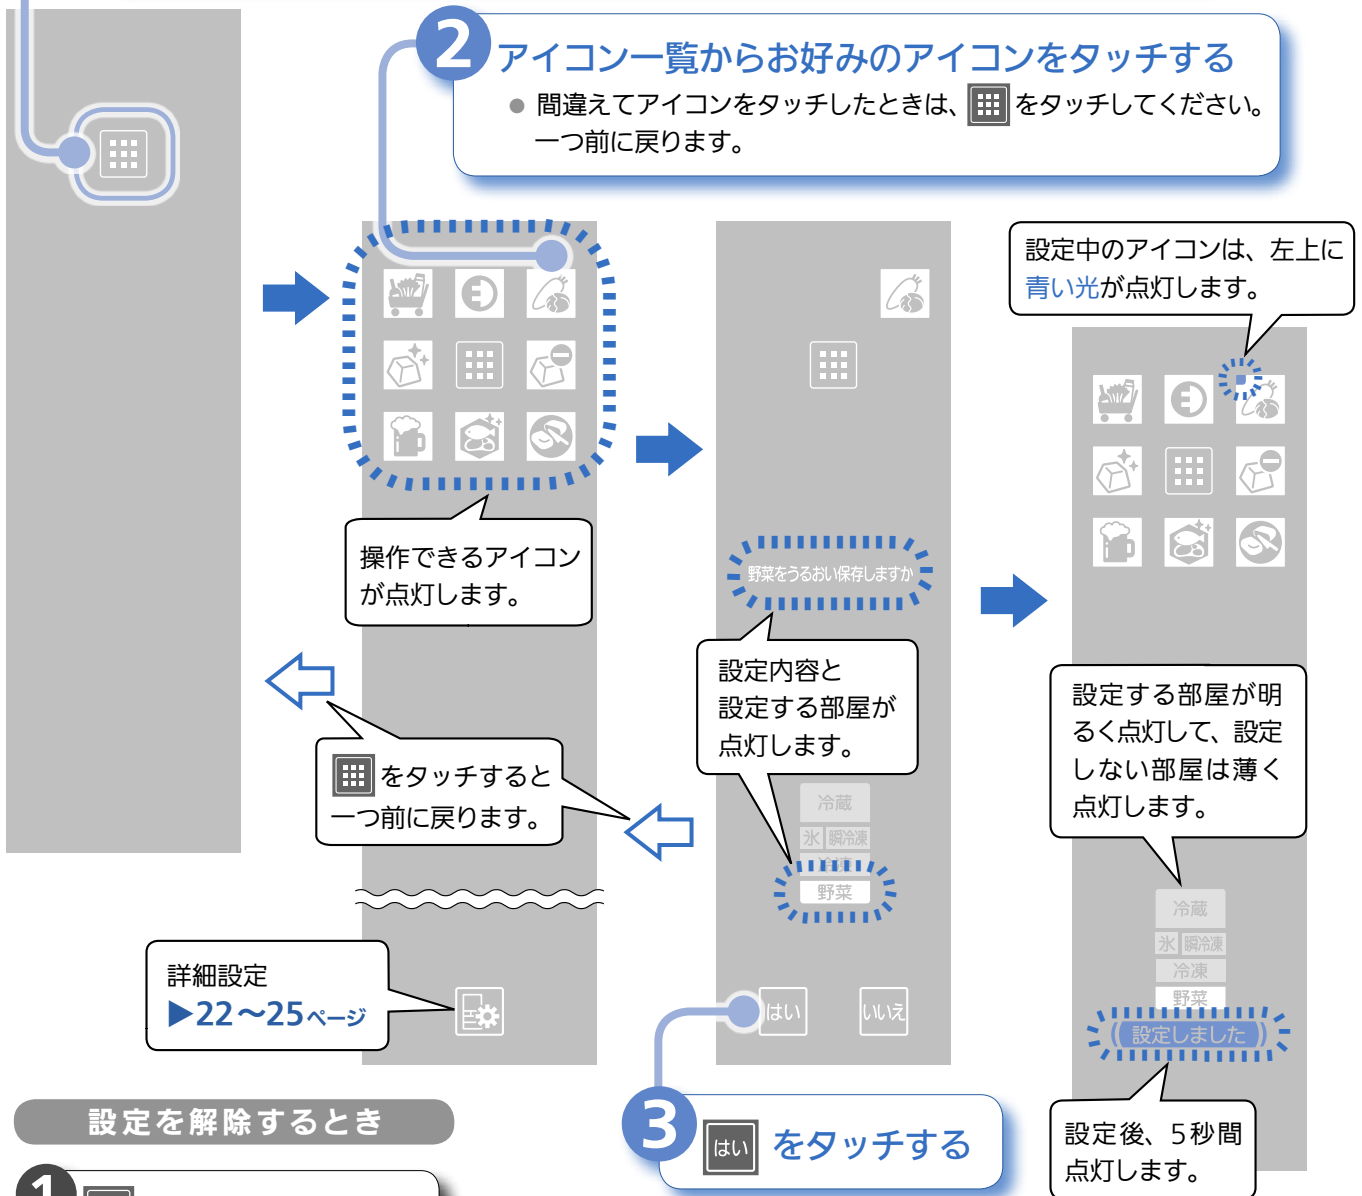 2
アイコン一覧からお好みのアイコンをタッチする
● 間違えてアイコンをタッチしたときは、をタッチしてください。
一つ前に戻ります。
設定中のアイコンは、左上に
青い光が点灯します。
操作できるアイコン
が点灯します。
野菜をうるおい保存しますか
設定内容と
設定する部屋が
点灯します。
設定する部屋が明
るく点灯して、設定
しない部屋は薄く
点灯します。
をタッチすると
一つ前に戻ります。
冷蔵
氷 瞬冷凍
冷凍
野菜
冷蔵
氷 瞬冷凍
冷凍
野菜
設定しました
詳細設定
▶22～25ページ
はい いいえ
3
はい をタッチする
設定後、5秒間
点灯します。
設定を解除するとき
1